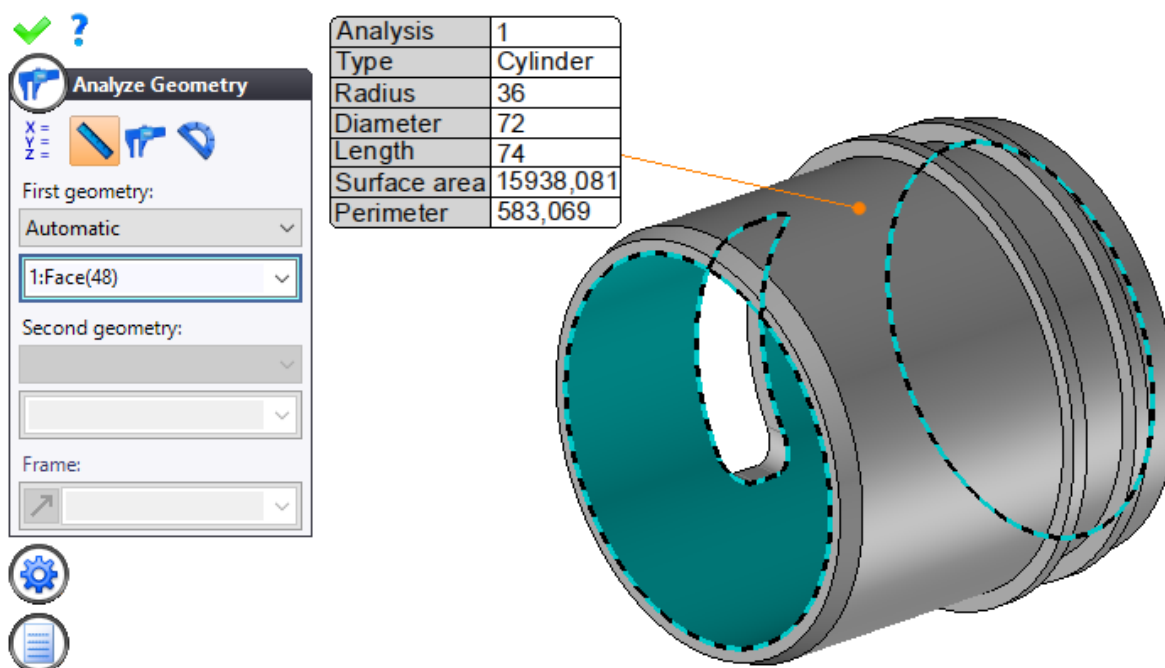 ?
Analyze Geometry
X =
Y =
Z =
First geometry:
Automatic
1:Face(48)
Second geometry:
Frame:
Analysis 1
Type Cylinder
Radius 36
Diameter 72
Length 74
Surface area 15938,081
Perimeter 583,069